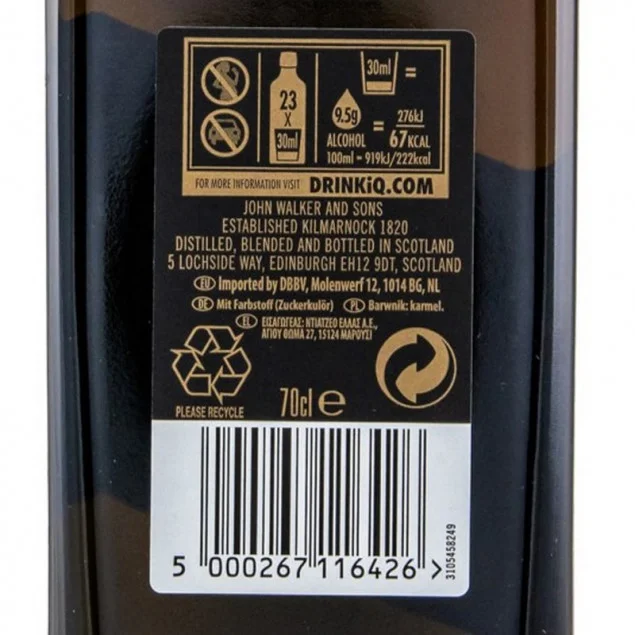 23
X
30ml
30ml =
9.5g
ALCOHOL
=
276kJ
67KCAL
100ml = 919kJ/222kcal
FOR MORE INFORMATION VISIT DRINKiQ.COM
JOHN WALKER AND SONS
ESTABLISHED KILMARNOCK 1820
DISTILLED, BLENDED AND BOTTLED IN SCOTLAND
5 LOCHSIDE WAY, EDINBURGH EH12 9DT, SCOTLAND
EU Imported by DBBV, Molenwerf 12, 1014 BG, NL
DE Mit Farbstoff (Zuckerkulör) PL Barwnik: karmel.
EL ΕΙΣΑΓΩΓΕΑΣ: ΝΤΙΑΤΖΕΟ ΕΛΛΑΣ Α.Ε.,
ΑΓΙΟΥ ΘΩΜΑ 27, 15124 ΜΑΡΟΥΣΙ
PLEASE RECYCLE
70cl e
5 000267 116426 >
3105458249